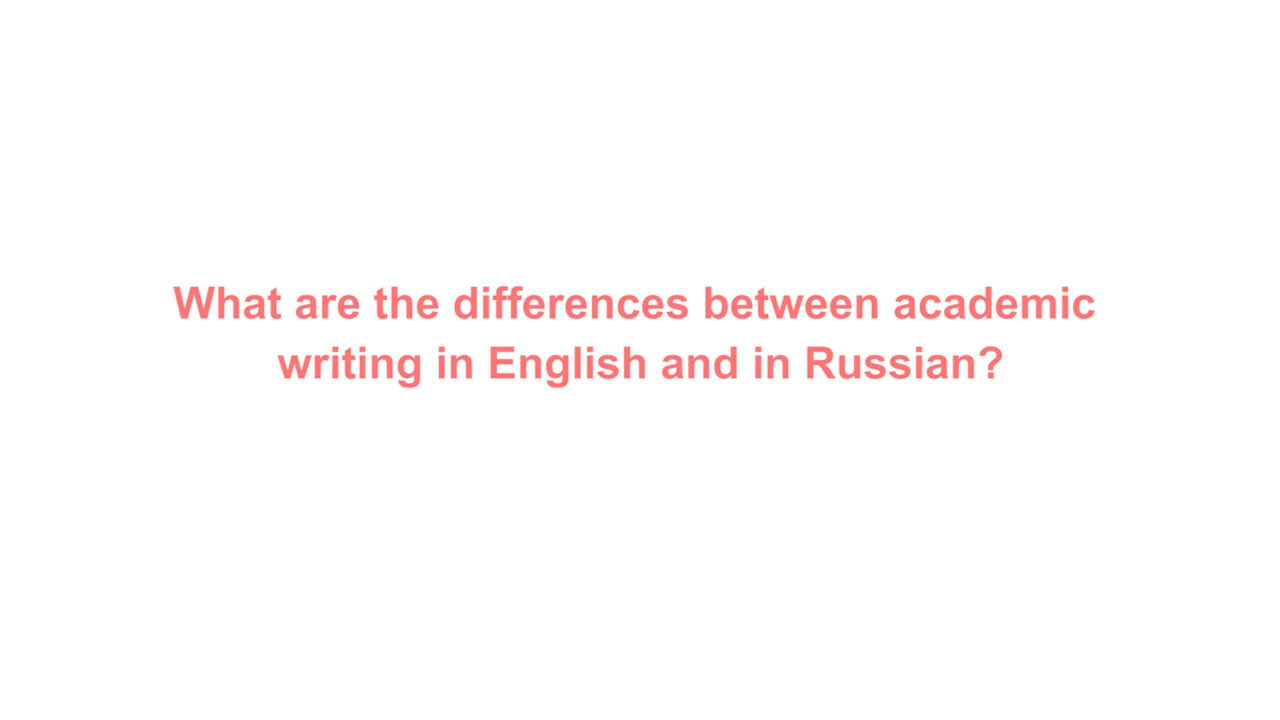 What are the differences between academic
writing in English and in Russian?